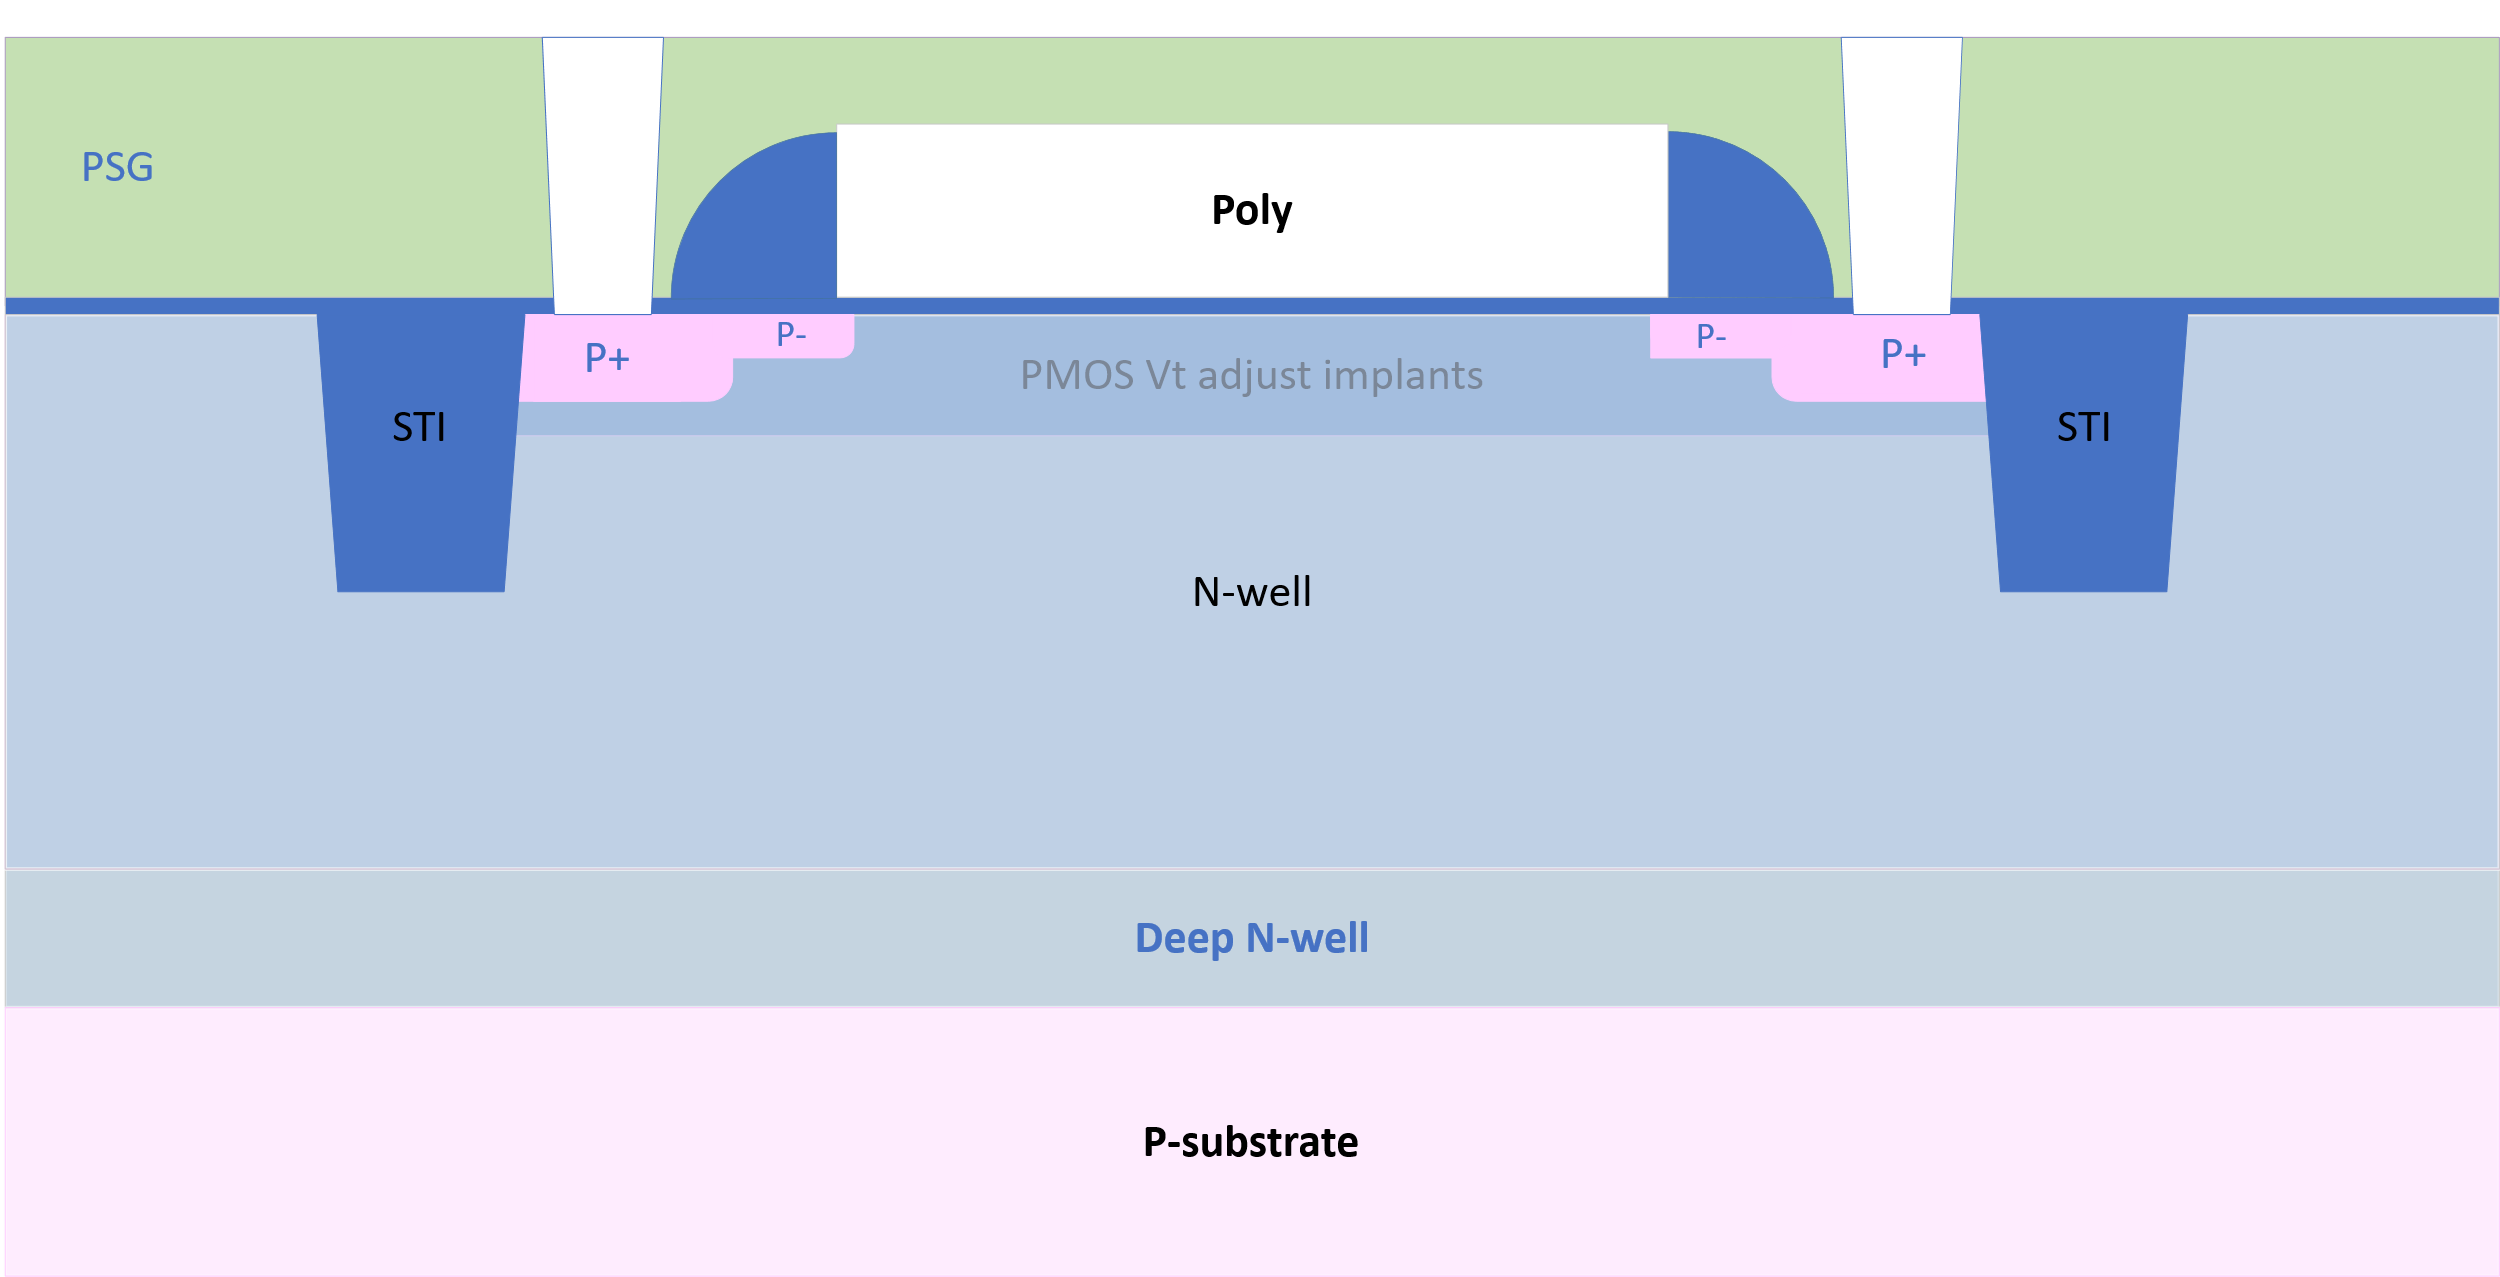 PSG
Poly
P+
P-
PMOS Vt adjust implants
P-
P+
STI
STI
N-well
Deep N-well
P-substrate